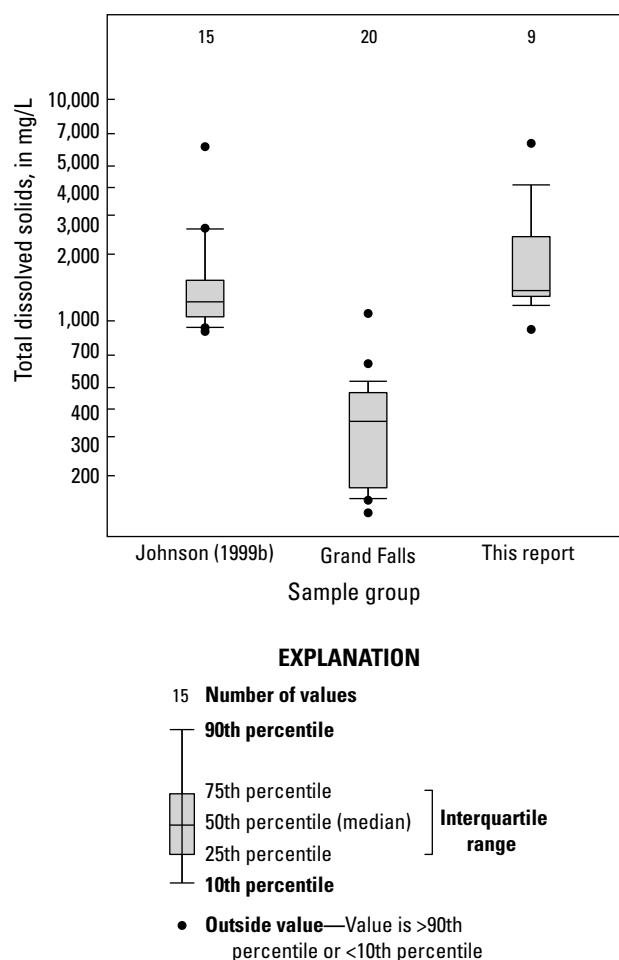 15 20 9
Total dissolved solids, in mg/L
10,000
7,000
5,000
4,000
3,000
2,000
1,000
700
500
400
300
200
Johnson (1999b) Grand Falls This report
Sample group
EXPLANATION
15 Number of values
90th percentile
75th percentile
50th percentile (median)
25th percentile
Interquartile
range
10th percentile
Outside value—Value is >90th
percentile or <10th percentile